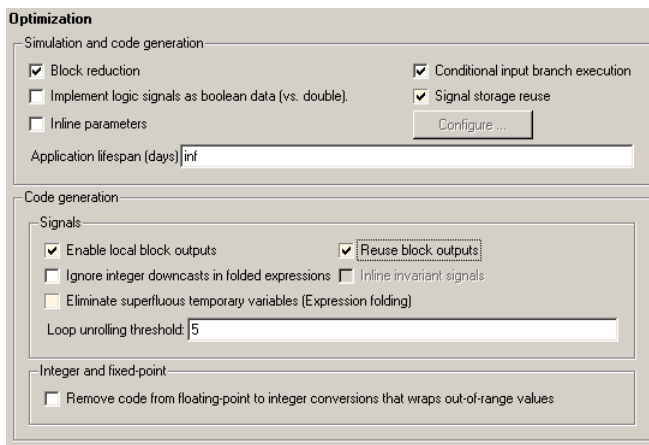 Optimization
Simulation and code generation
Block reduction
Conditional input branch execution
Implement logic signals as boolean data (vs. double).
Signal storage reuse
Inline parameters
Configure ...
Application lifespan (days) inf
Code generation
Signals
Enable local block outputs
Reuse block outputs
Ignore integer downcasts in folded expressions
Inline invariant signals
Eliminate superfluous temporary variables (Expression folding)
Loop unrolling threshold: 5
Integer and fixed-point
Remove code from floating-point to integer conversions that wraps out-of-range values